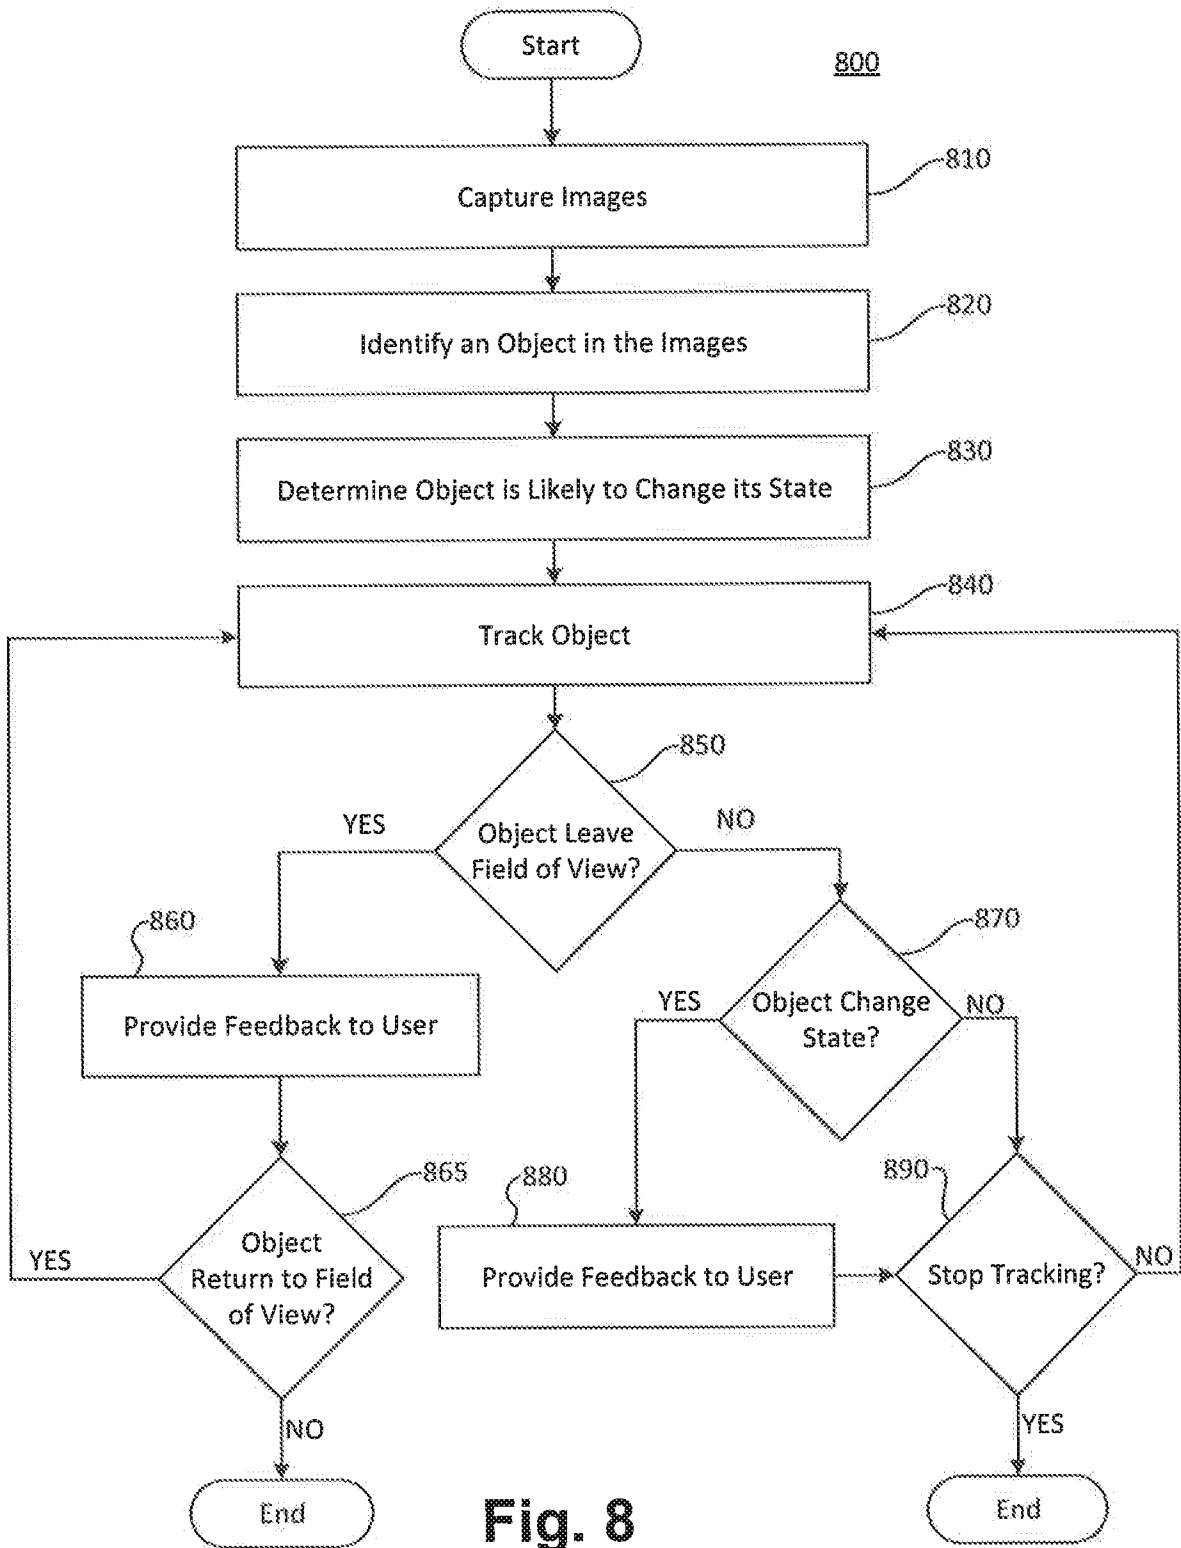 Start
800
810
Capture Images
820
Identify an Object in the Images
830
Determine Object is Likely to Change its State
840
Track Object
850
YES
Object Leave
Field of View?
NO
860
Provide Feedback to User
870
YES
Object Change
State?
NO
865
YES
Object
Return to Field
of View?
NO
End
880
Provide Feedback to User
890
Stop Tracking?
NO
YES
End
Fig. 8